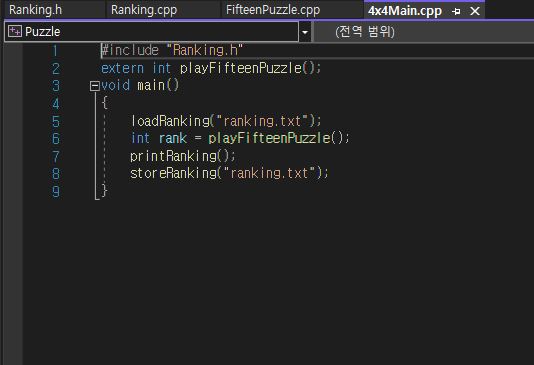 Ranking.h Ranking.cpp FifteenPuzzle.cpp 4x4Main.cpp
Puzzle (전역 범위)
1 #include "Ranking.h"
2 extern int playFifteenPuzzle();
3 void main()
4 {
5 loadRanking("ranking.txt");
6 int rank = playFifteenPuzzle();
7 printRanking();
8 storeRanking("ranking.txt");
9 }